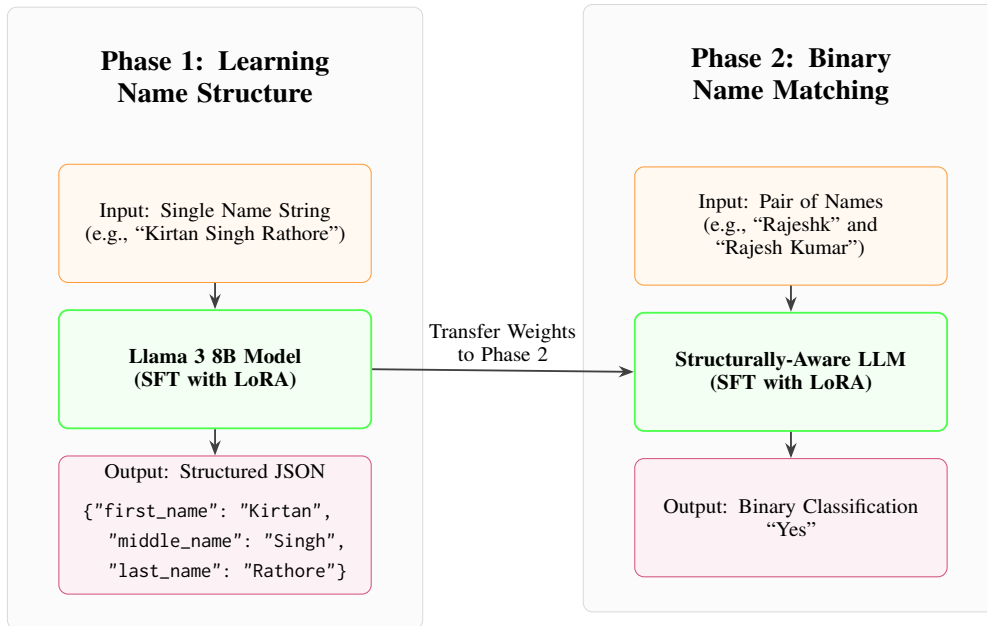 Phase 1: Learning
Name Structure
Input: Single Name String
(e.g., “Kirtan Singh Rathore”)
Llama 3 8B Model
(SFT with LoRA)
Output: Structured JSON
{"first_name": "Kirtan",
"middle_name": "Singh",
"last_name": "Rathore"}
Transfer Weights
to Phase 2
Phase 2: Binary
Name Matching
Input: Pair of Names
(e.g., “Rajeshk” and
“Rajesh Kumar”)
Structurally-Aware LLM
(SFT with LoRA)
Output: Binary Classification
“Yes”